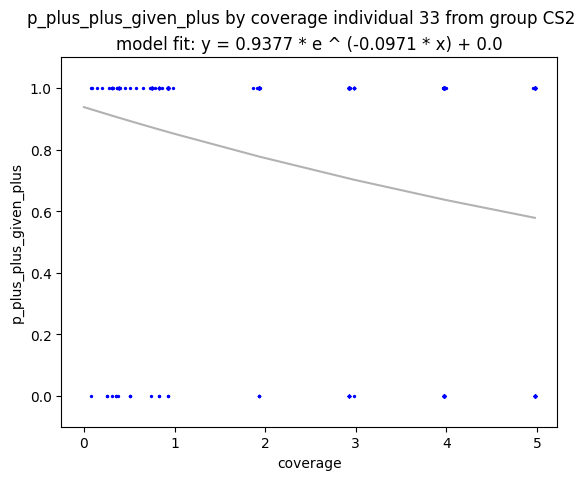 p_plus_plus_given_plus by coverage individual 33 from group CS2
model fit: y = 0.9377 * e ^ (-0.0971 * x) + 0.0
p_plus_plus_given_plus
1.0
0.8
0.6
0.4
0.2
0.0
0 1 2 3 4 5
coverage